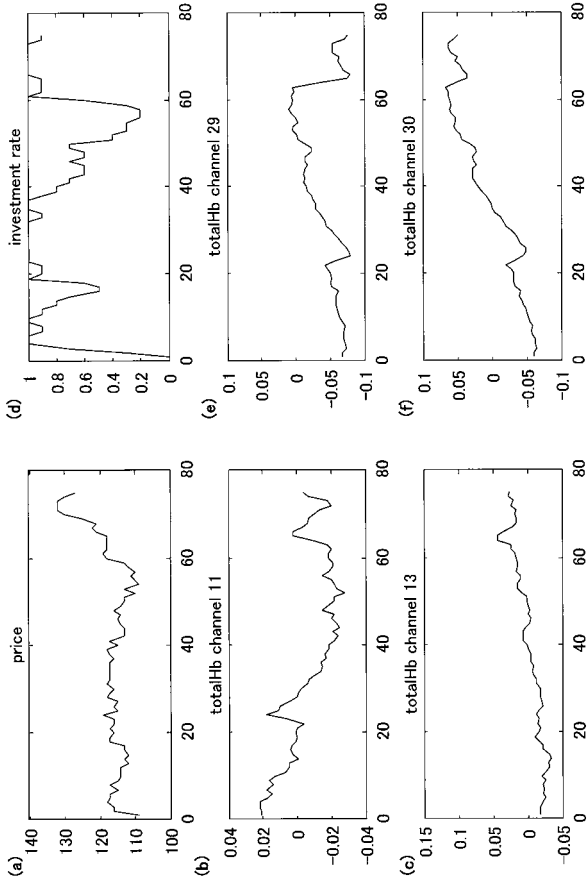 (a)
price
140
130
120
110
100
0 20 40 60 80
(b)
totalHb channel 11
0.04
0.02
0
−0.02
−0.04
0 20 40 60 80
(c)
totalHb channel 13
0.15
0.1
0.05
0
−0.05
0 20 40 60 80
(d)
investment rate
1
0.8
0.6
0.4
0.2
0
0 20 40 60 80
(e)
totalHb channel 29
0.1
0.05
0
−0.05
−0.1
0 20 40 60 80
(f)
totalHb channel 30
0.1
0.05
0
−0.05
−0.1
0 20 40 60 80